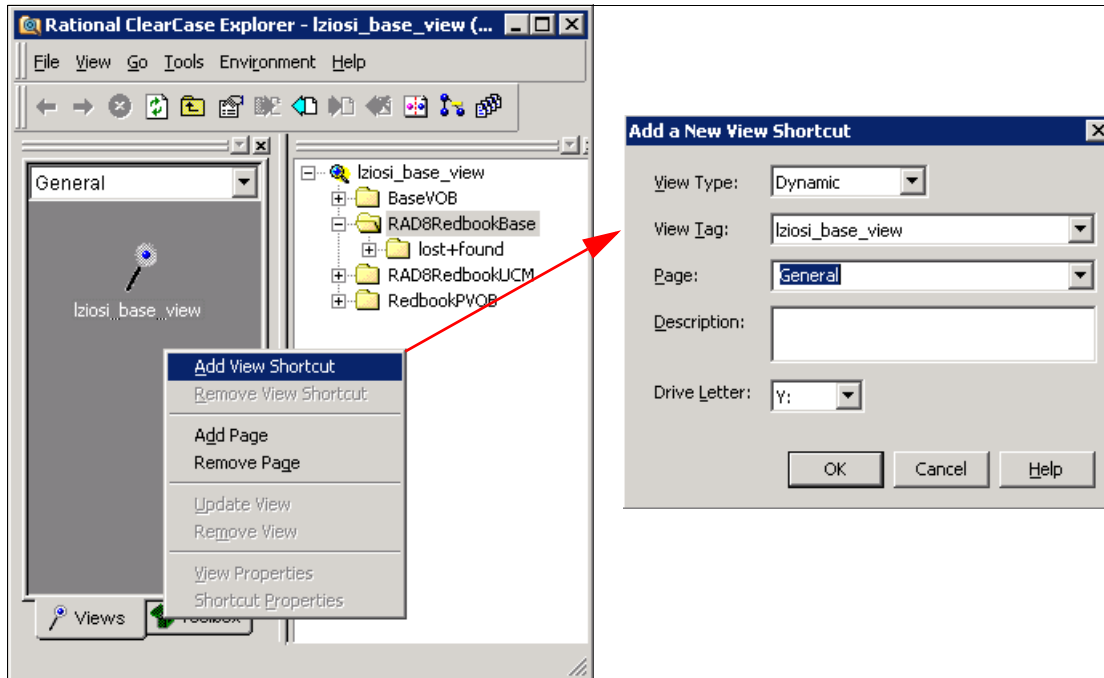 Rational ClearCase Explorer - lziosi_base_view (...
File View Go Tools Environment Help
General
lziosi_base_view
lziosi_base_view
BaseVOB
RAD8RedbookBase
lost+found
RAD8RedbookUCM
RedbookPVOB
Add View Shortcut
Remove View Shortcut
Add Page
Remove Page
Update View
Remove View
View Properties
Shortcut Properties
Views
Add a New View Shortcut
View Type: Dynamic
View Tag: lziosi_base_view
Page: General
Description:
Drive Letter: Y:
OK Cancel Help